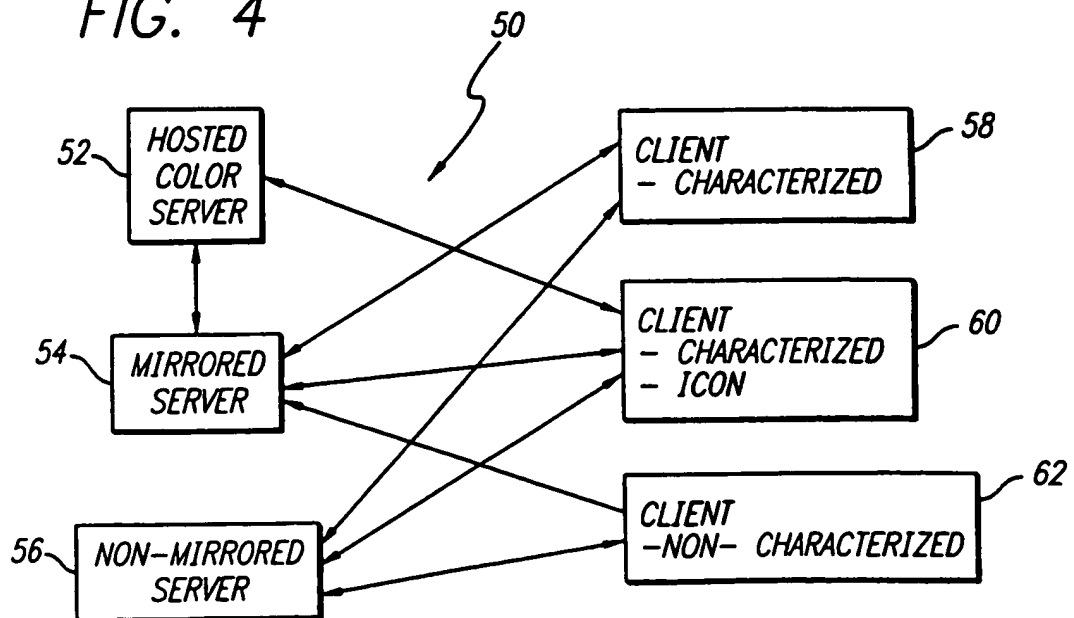 FIG. 4
50
52
HOSTED
COLOR
SERVER
58
CLIENT
- CHARACTERIZED
54
MIRRORED
SERVER
60
CLIENT
- CHARACTERIZED
- ICON
56
NON-MIRRORED
SERVER
62
CLIENT
-NON- CHARACTERIZED